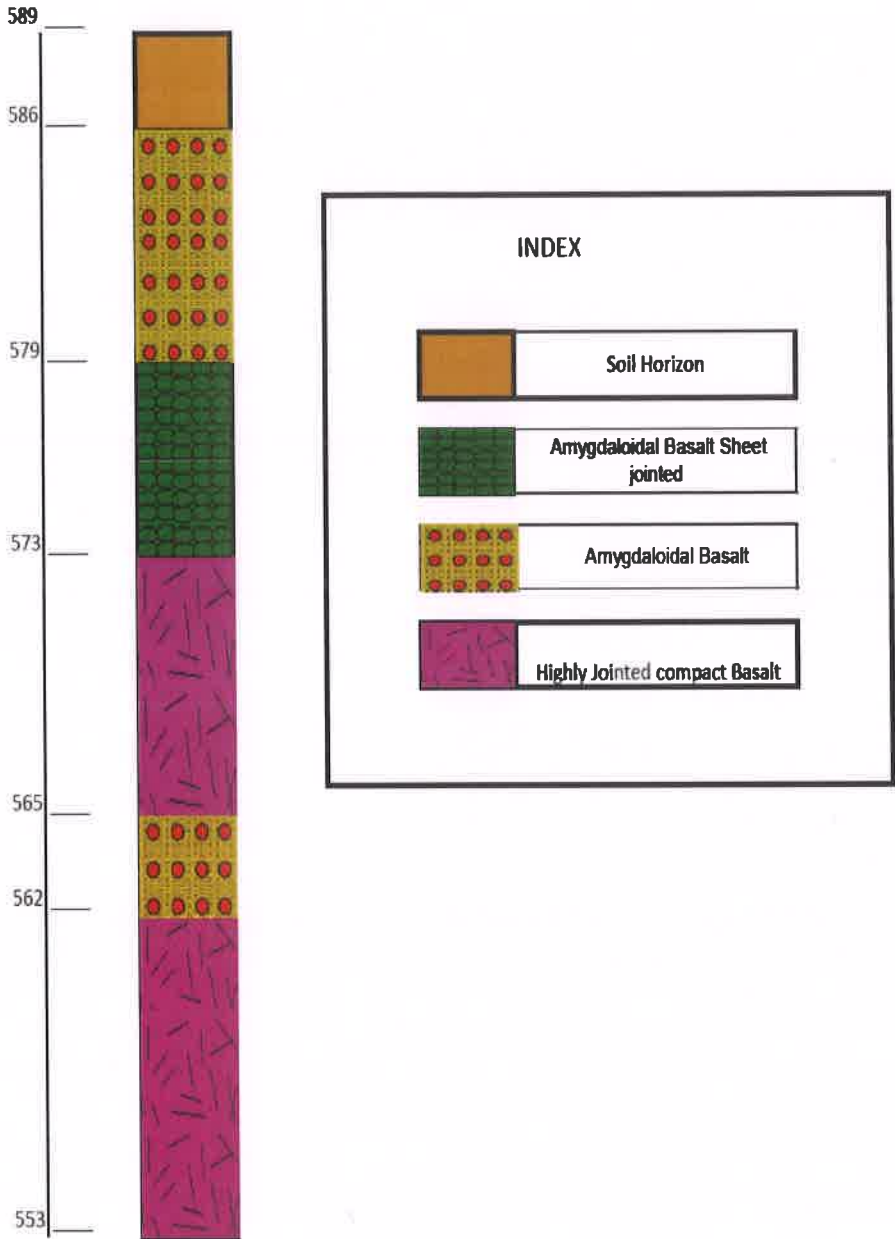 589
586
579
573
565
562
553
INDEX
Soil Horizon
Amygdaloidal Basalt Sheet
jointed
Amygdaloidal Basalt
Highly Jointed compact Basalt